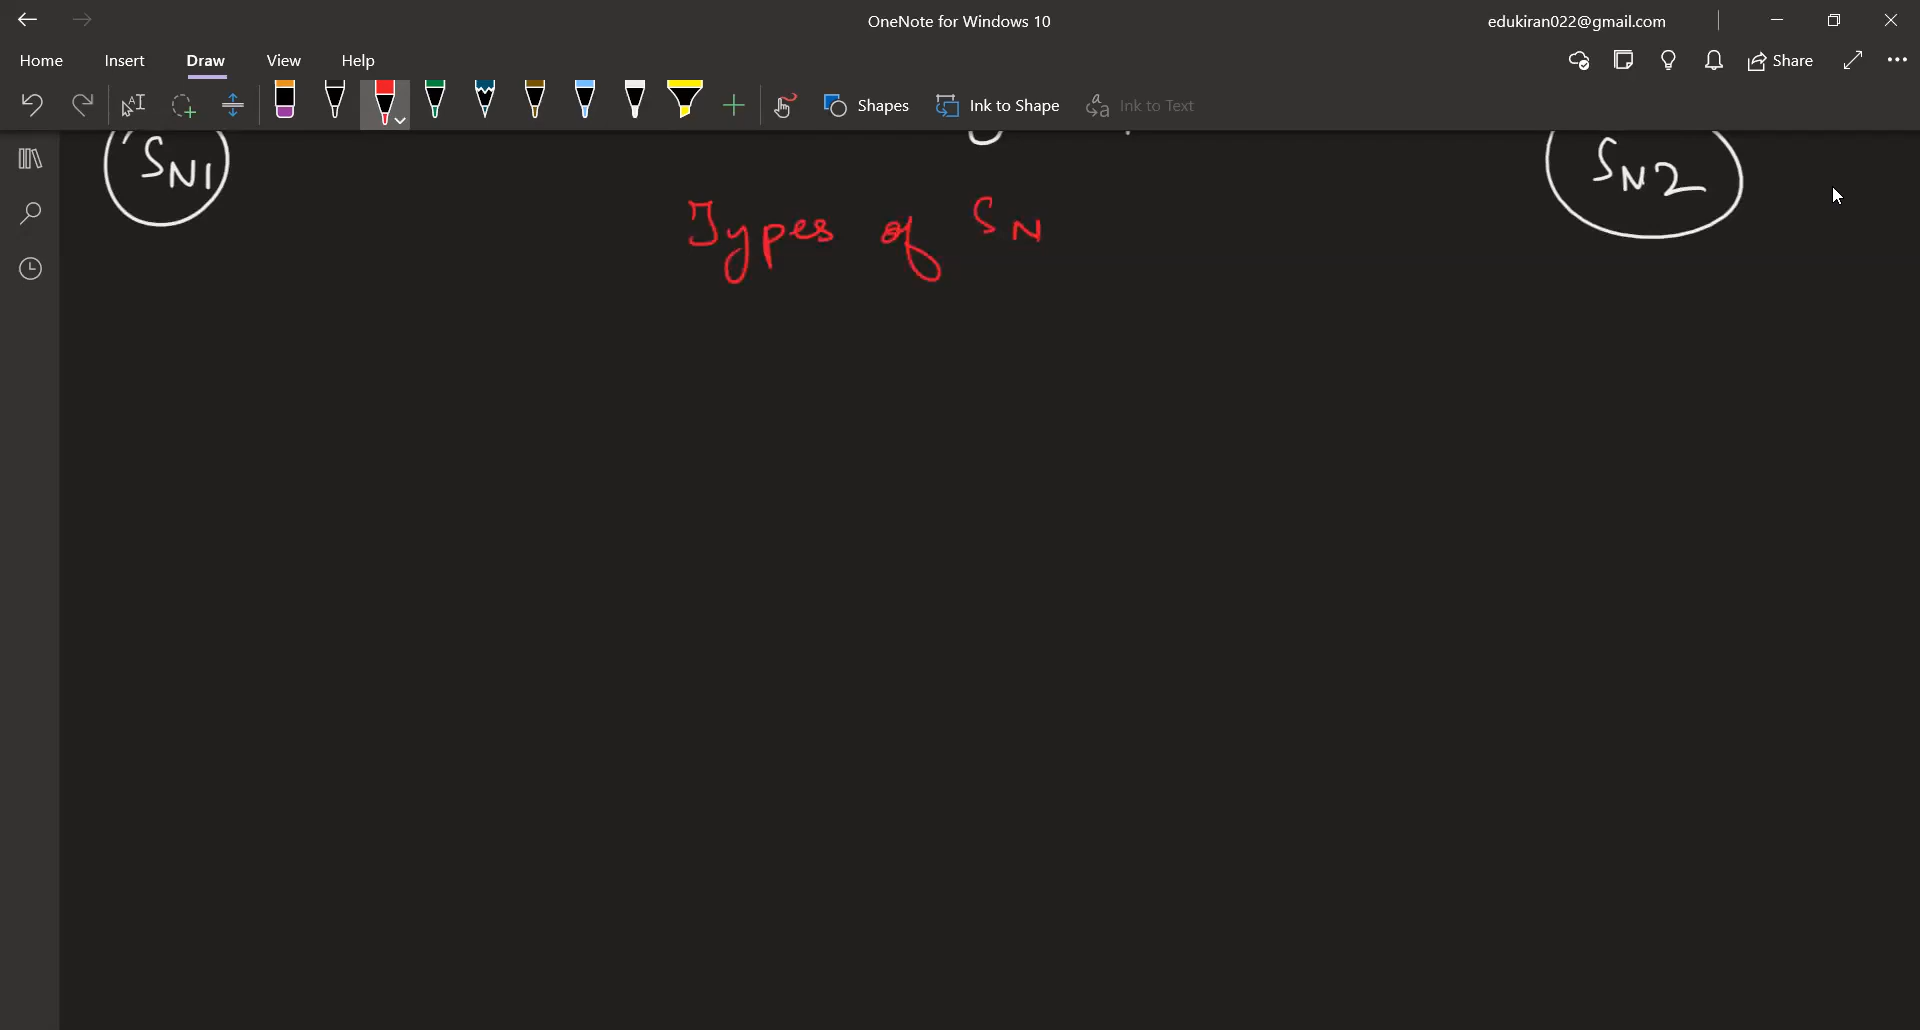 OneNote for Windows 10
edukiran022@gmail.com
Home Insert Draw View Help
Share
Shapes Ink to Shape Ink to Text
SN1
SN2
Types of SN